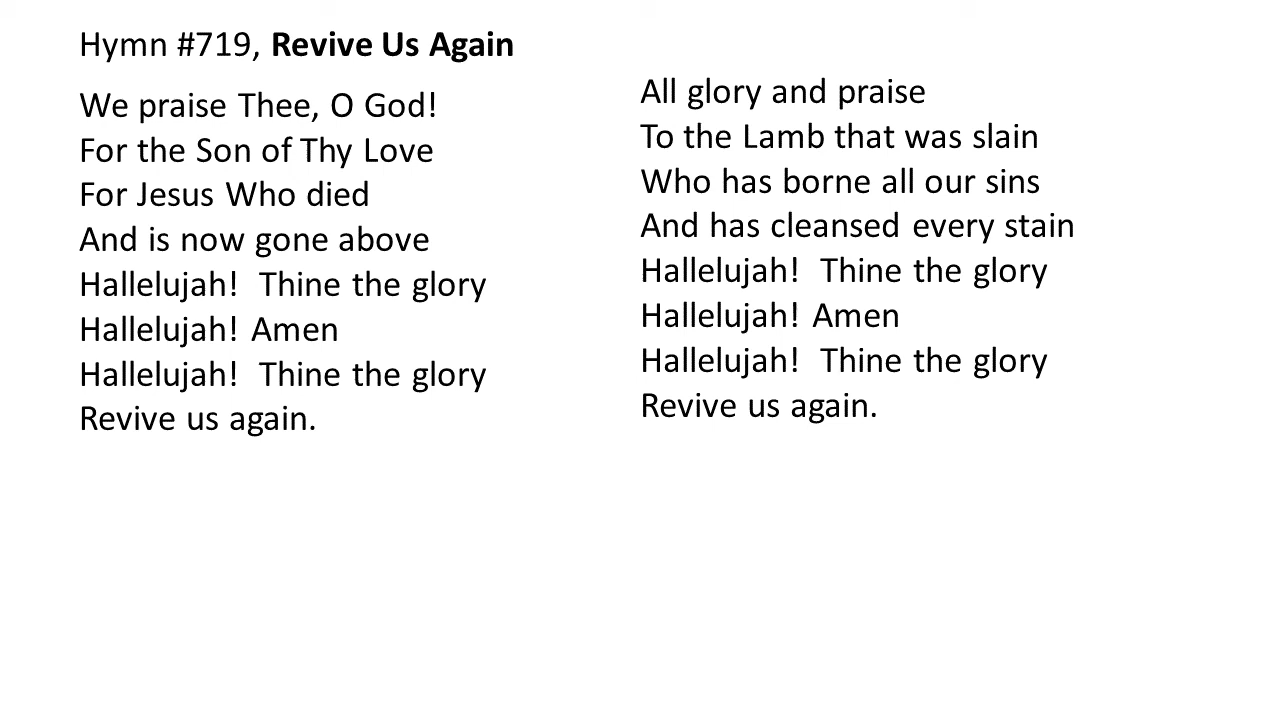 Hymn #719, Revive Us Again
We praise Thee, O God!
For the Son of Thy Love
For Jesus Who died
And is now gone above
Hallelujah!  Thine the glory
Hallelujah! Amen
Hallelujah!  Thine the glory
Revive us again.
All glory and praise
To the Lamb that was slain
Who has borne all our sins
And has cleansed every stain
Hallelujah!  Thine the glory
Hallelujah! Amen
Hallelujah!  Thine the glory
Revive us again.